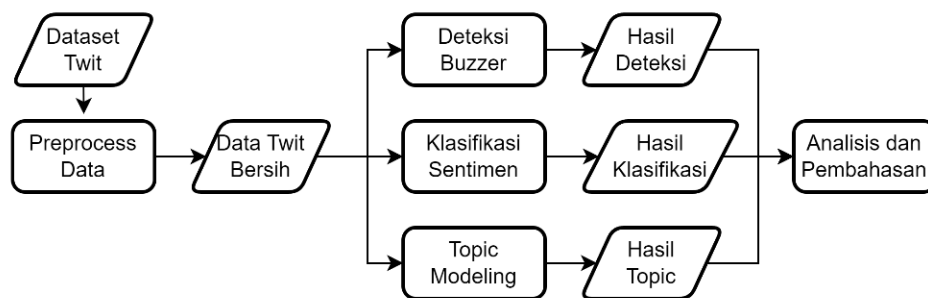 Dataset
Twit
Preprocess
Data
Data Twit
Bersih
Deteksi
Buzzer
Hasil
Deteksi
Klasifikasi
Sentimen
Hasil
Klasifikasi
Topic
Modeling
Hasil
Topic
Analisis dan
Pembahasan